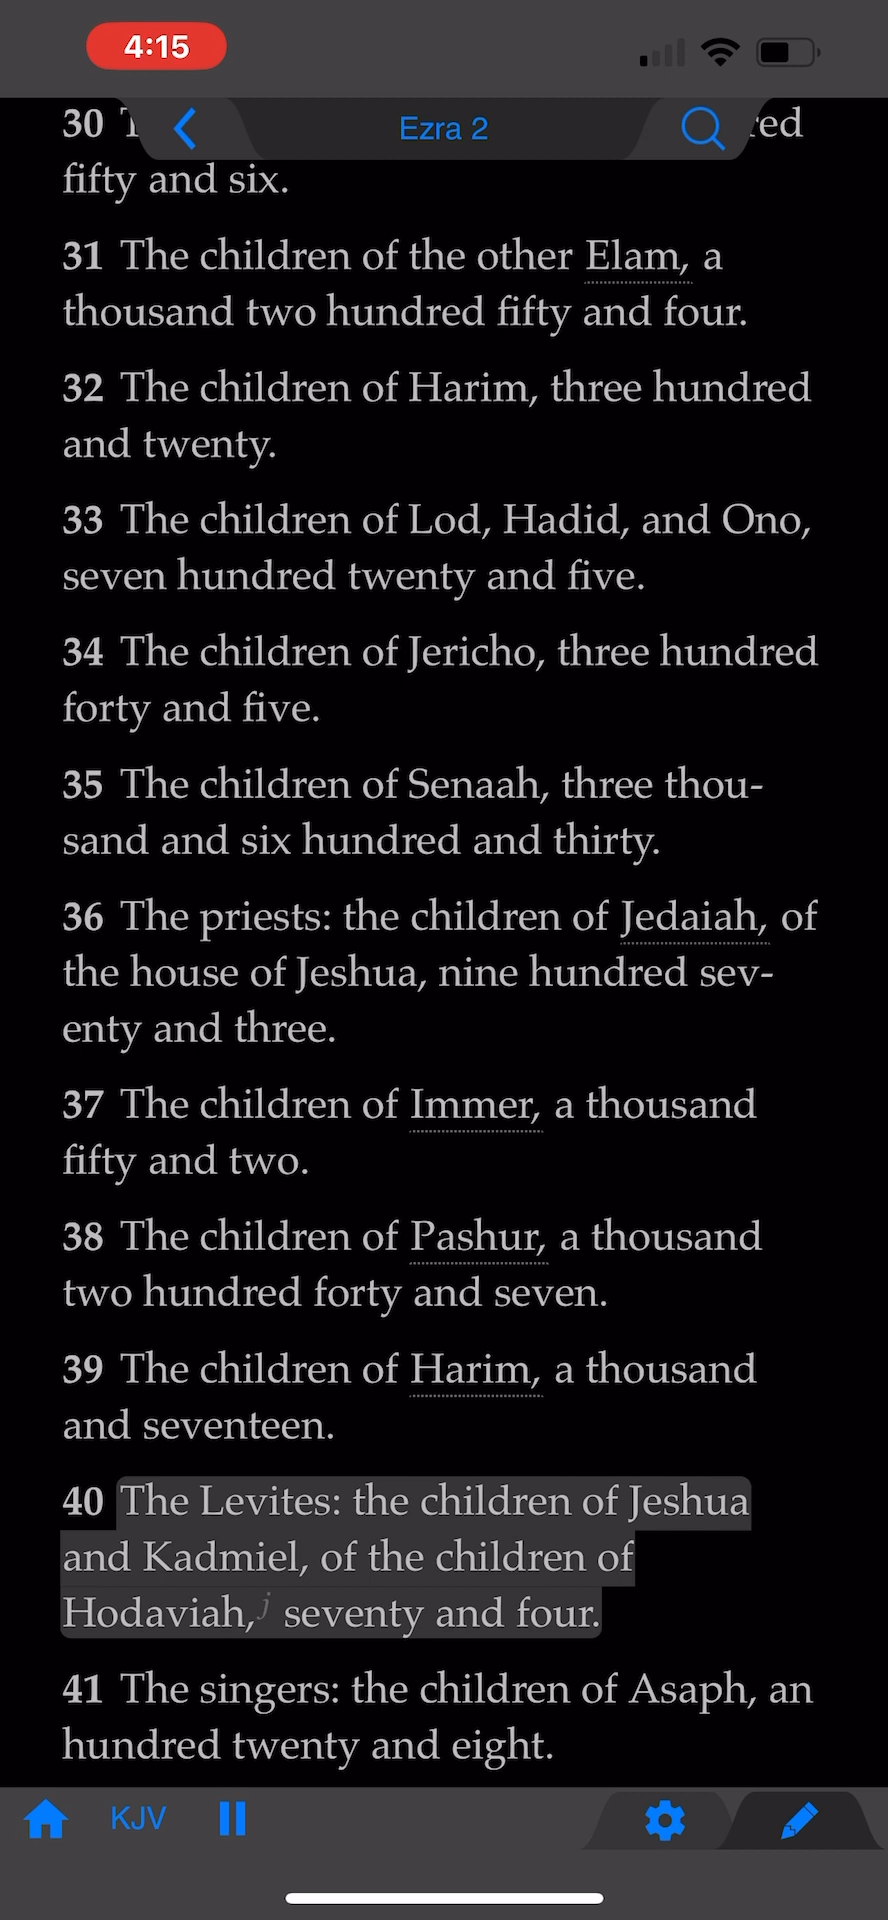 4:15
Ezra 2
30
fifty and six.
31 The children of the other Elam, a
thousand two hundred fifty and four.
32 The children of Harim, three hundred
and twenty.
33 The children of Lod, Hadid, and Ono,
seven hundred twenty and five.
34 The children of Jericho, three hundred
forty and five.
35 The children of Senaah, three thou-
sand and six hundred and thirty.
36 The priests: the children of Jedaiah, of
the house of Jeshua, nine hundred sev-
enty and three.
37 The children of Immer, a thousand
fifty and two.
38 The children of Pashur, a thousand
two hundred forty and seven.
39 The children of Harim, a thousand
and seventeen.
40 The Levites: the children of Jeshua
and Kadmiel, of the children of
Hodaviah,j seventy and four.
41 The singers: the children of Asaph, an
hundred twenty and eight.
KJV